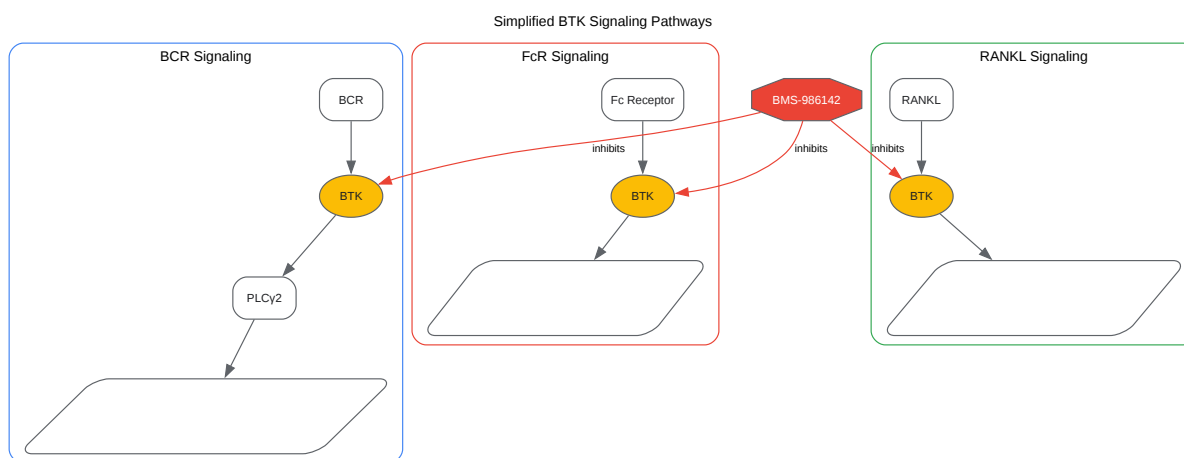 Simplified BTK Signaling Pathways
BCR Signaling
FcR Signaling
RANKL Signaling
BCR
Fc Receptor
BMS-986142
RANKL
inhibits
inhibits
inhibits
BTK
BTK
BTK
PLCγ2